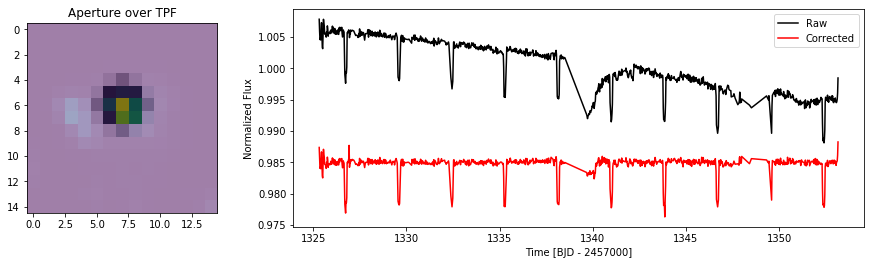 Aperture over TPF
0
2
4
6
8
10
12
14
0.0 2.5 5.0 7.5 10.0 12.5
Normalized Flux
1.005
1.000
0.995
0.990
0.985
0.980
0.975
Raw
Corrected
1325 1330 1335 1340 1345 1350
Time [BJD - 2457000]